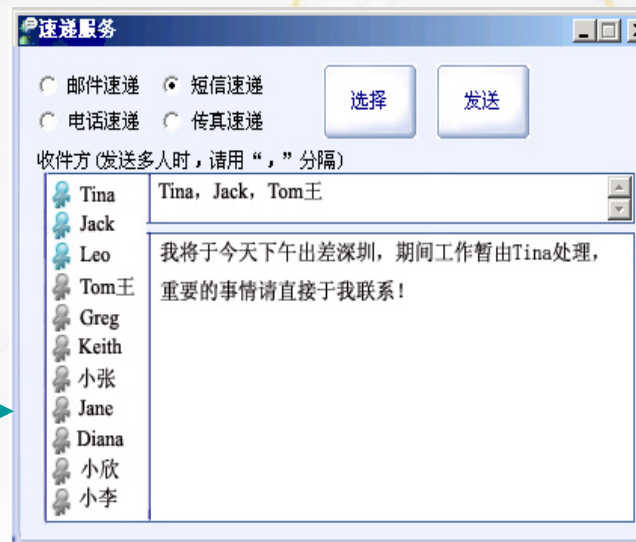 速递服务
邮件速递 短信速递
电话速递 传真速递
选择 发送
收件方(发送多人时，请用“，”分隔)
Tina，Jack，Tom王
我将于今天下午出差深圳，期间工作暂由Tina处理，
重要的事情请直接于我联系！
Tina
Jack
Leo
Tom王
Greg
Keith
小张
Jane
Diana
小欣
小李